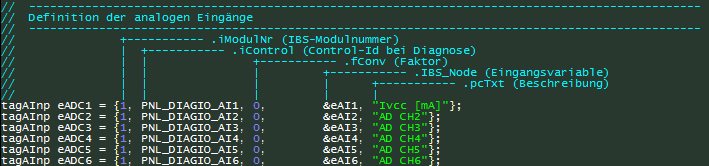 // ------------------------------------------------------------------------------------
//  Definition der analogen Eingänge
// ------------------------------------------------------------------------------------
//              +----------- .iModulNr (IBS-Modulnummer)
//              |  +----------- .iControl (Control-Id bei Diagnose)
//              |  |             +----------- .fConv (Faktor)
//              |  |             |        +----------- .IBS_Node (Eingangsvariable)
//              |  |             |        |     +----------- .pcTxt (Beschreibung)
//              |  |             |        |     |
tagAInp eADC1 = {1, PNL_DIAGIO_AI1, 0,       &eAI1, "Ivcc [mA]"};
tagAInp eADC2 = {1, PNL_DIAGIO_AI2, 0,       &eAI2, "AD CH2"};
tagAInp eADC3 = {1, PNL_DIAGIO_AI3, 0,       &eAI3, "AD CH3"};
tagAInp eADC4 = {1, PNL_DIAGIO_AI4, 0,       &eAI4, "AD CH4"};
tagAInp eADC5 = {1, PNL_DIAGIO_AI5, 0,       &eAI5, "AD CH5"};
tagAInp eADC6 = {1, PNL_DIAGIO_AI6, 0,       &eAI6, "AD CH6"};